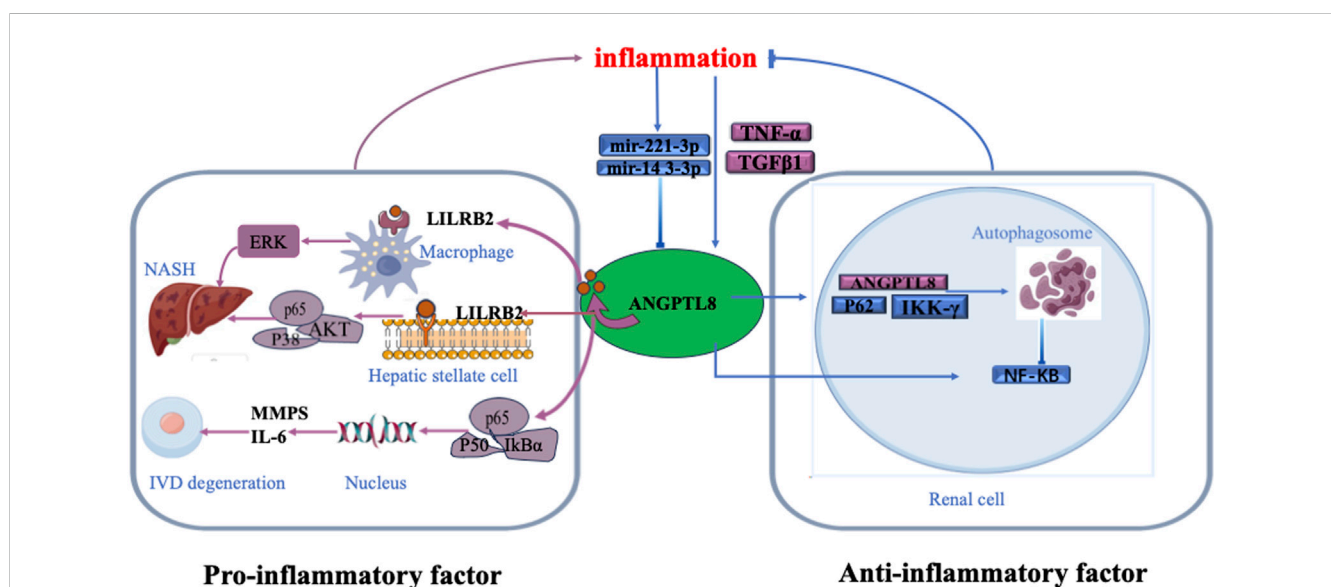 inflammation
mir-221-3p
mir-14 3-3p
TNF-α
TGFβ1
LILRB2
Macrophage
ERK
NASH
p65
AKT
P38
LILRB2
Hepatic stellate cell
p65
P50
IkBα
MMPS
IL-6
IVD degeneration
Nucleus
ANGPTL8
Autophagosome
ANGPTL8
P62
IKK-γ
NF-KB
Renal cell
Pro-inflammatory factor
Anti-inflammatory factor